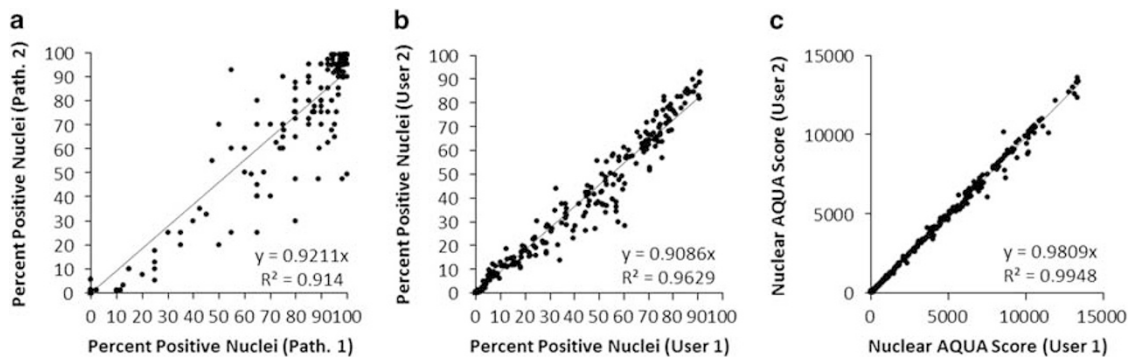 a
Percent Positive Nuclei (Path. 2)
100
90
80
70
60
50
40
30
20
10
0
y = 0.9211x
R² = 0.914
0 10 20 30 40 50 60 70 80 90100
Percent Positive Nuclei (Path. 1)
b
Percent Positive Nuclei (User 2)
100
90
80
70
60
50
40
30
20
10
0
y = 0.9086x
R² = 0.9629
0 10 20 30 40 50 60 70 80 90100
Percent Positive Nuclei (User 1)
c
Nuclear AQUA Score (User 2)
15000
10000
5000
0
y = 0.9809x
R² = 0.9948
0 5000 10000 15000
Nuclear AQUA Score (User 1)